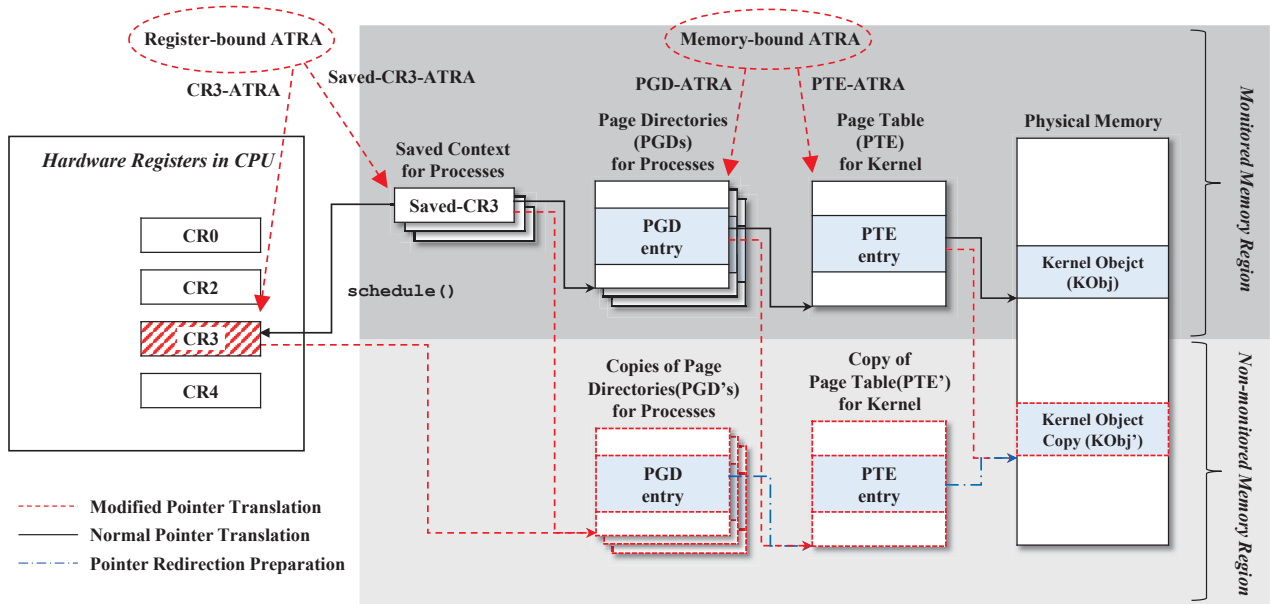 Register-bound ATRA
Memory-bound ATRA
Saved-CR3-ATRA
CR3-ATRA
PGD-ATRA
PTE-ATRA
Monitored Memory Region
Hardware Registers in CPU
CR0
CR2
CR3
CR4
Saved Context
for Processes
Saved-CR3
schedule()
Page Directories
(PGDs)
for Processes
PGD
entry
Page Table
(PTE)
for Kernel
PTE
entry
Physical Memory
Kernel Obejct
(KObj)
Non-monitored Memory Region
Copies of Page
Directories(PGD's)
for Processes
PGD
entry
Copy of
Page Table(PTE’)
for Kernel
PTE
entry
Kernel Object
Copy (KObj’)
Modified Pointer Translation
Normal Pointer Translation
Pointer Redirection Preparation